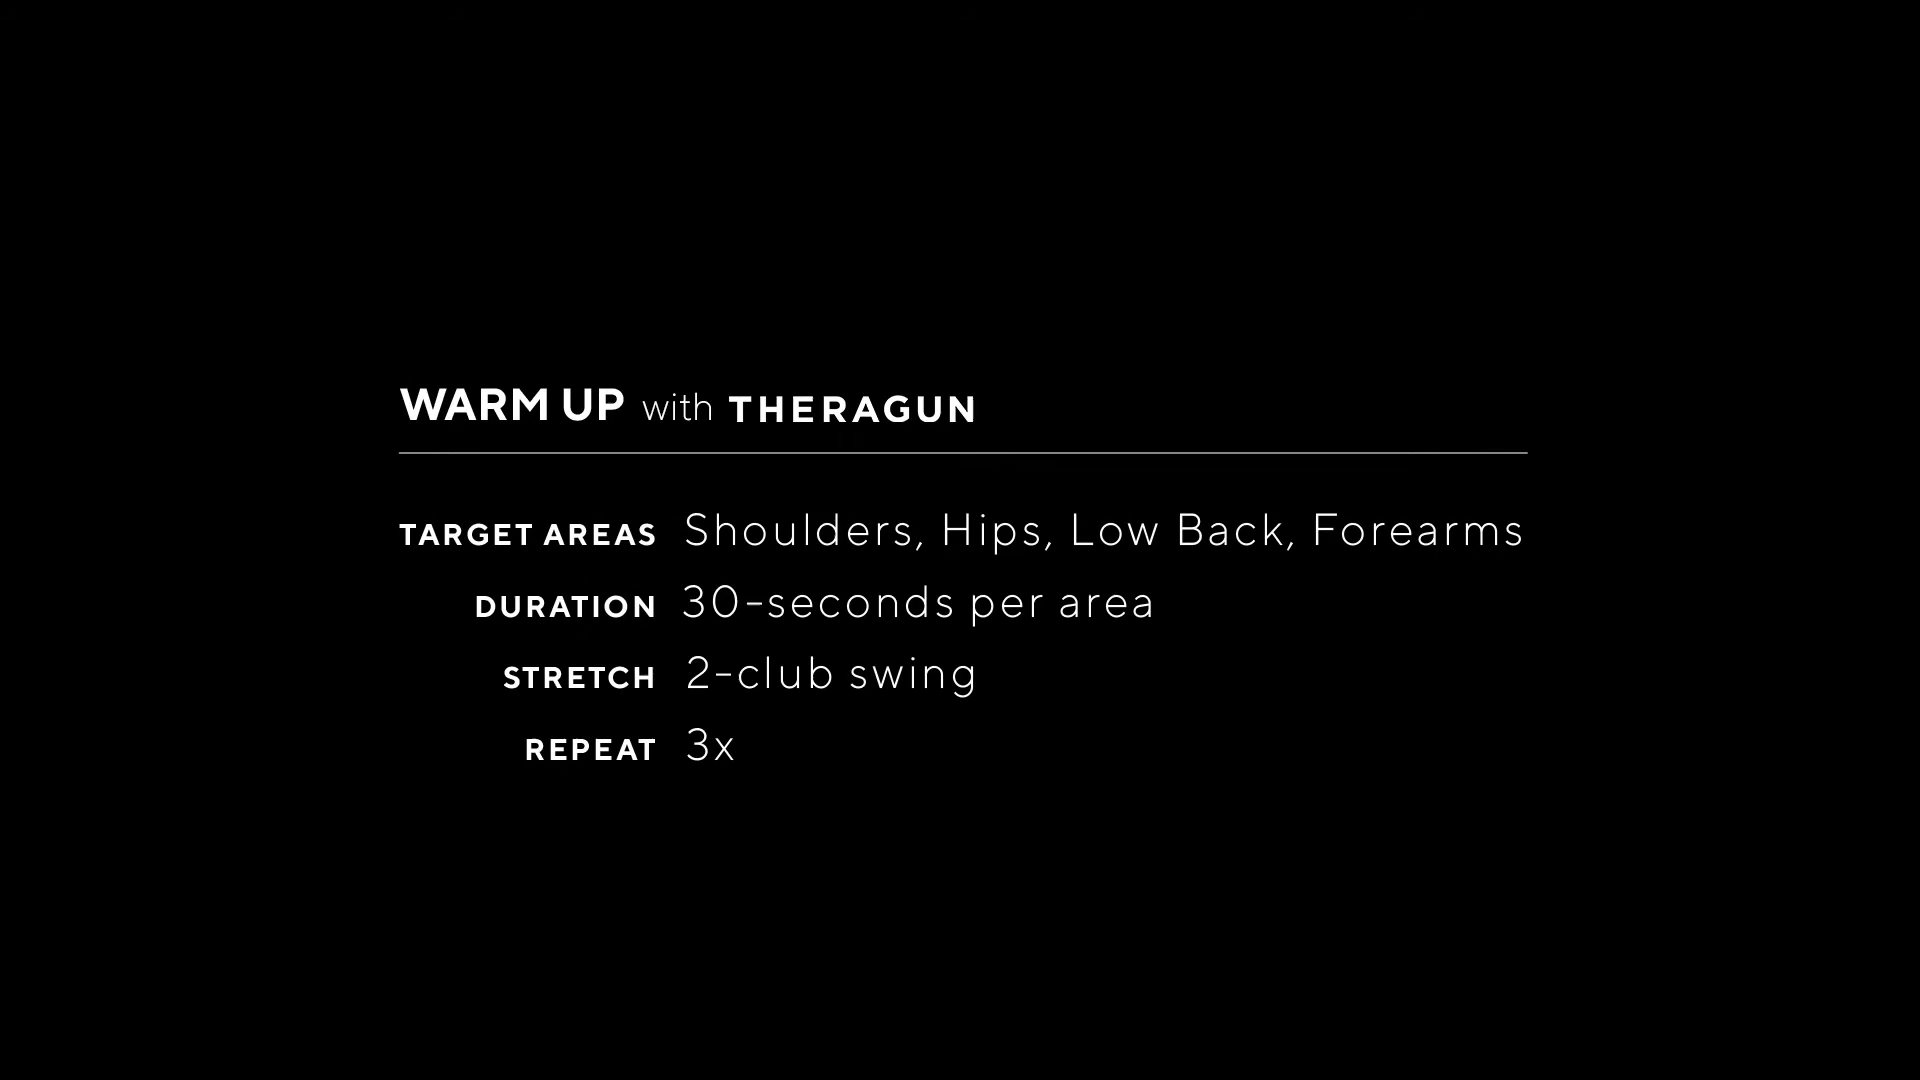 WARM UP with THERAGUN
TARGET AREAS Shoulders, Hips, Low Back, Forearms
DURATION 30-seconds per area
STRETCH 2-club swing
REPEAT 3x